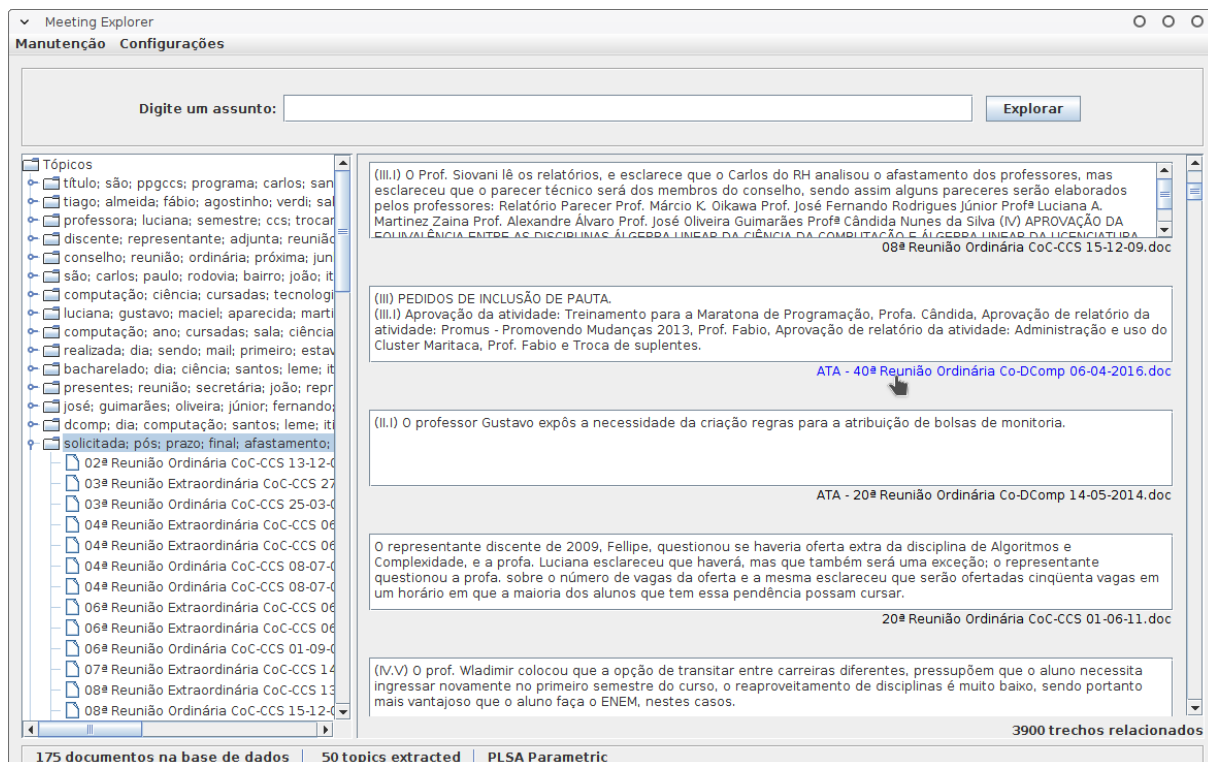 Meeting Explorer
Manutenção Configurações
Digite um assunto:
Explorar
Tópicos
título; são; ppgccs; programa; carlos; san
tiago; almeida; fábio; agostinho; verdi; sal
professora; luciana; semestre; ccs; trocar
discente; representante; adjunta; reunião
conselho; reunião; ordinária; próxima; jun
são; carlos; paulo; rodovia; bairro; joão; it
computação; ciência; cursadas; tecnologi
luciana; gustavo; maciel; aparecida; marti
computação; ano; cursadas; sala; ciência
realizada; dia; sendo; mail; primeiro; estav
bacharelado; dia; ciência; santos; leme; it
presentes; reunião; secretária; joão; repr
josé; guimarães; oliveira; júnior; fernando;
dcomp; dia; computação; santos; leme; iti
solicitada; pós; prazo; final; afastamento;
02ª Reunião Ordinária CoC-CCS 13-12-0
03ª Reunião Extraordinária CoC-CCS 27
03ª Reunião Ordinária CoC-CCS 25-03-0
04ª Reunião Extraordinária CoC-CCS 06
04ª Reunião Extraordinária CoC-CCS 06
04ª Reunião Ordinária CoC-CCS 08-07-0
04ª Reunião Ordinária CoC-CCS 08-07-0
06ª Reunião Extraordinária CoC-CCS 06
06ª Reunião Extraordinária CoC-CCS 06
06ª Reunião Ordinária CoC-CCS 01-09-0
07ª Reunião Extraordinária CoC-CCS 14
08ª Reunião Extraordinária CoC-CCS 13
08ª Reunião Ordinária CoC-CCS 15-12-0
(III.I) O Prof. Siovani lê os relatórios, e esclarece que o Carlos do RH analisou o afastamento dos professores, mas
esclareceu que o parecer técnico será dos membros do conselho, sendo assim alguns pareceres serão elaborados
pelos professores: Relatório Parecer Prof. Márcio K. Oikawa Prof. José Fernando Rodrigues Júnior Profª Luciana A.
Martinez Zaina Prof. Alexandre Álvaro Prof. José Oliveira Guimarães Profª Cândida Nunes da Silva (IV) APROVAÇÃO DA
EQUIVALÊNCIA ENTRE AS DISCIPLINAS ÁLGEBRA LINEAR DA CIÊNCIA DA COMPUTAÇÃO E ÁLGEBRA LINEAR DA LICENCIATURA
08ª Reunião Ordinária CoC-CCS 15-12-09.doc
(III) PEDIDOS DE INCLUSÃO DE PAUTA.
(III.I) Aprovação da atividade: Treinamento para a Maratona de Programação, Profa. Cândida, Aprovação de relatório da
atividade: Promus - Promovendo Mudanças 2013, Prof. Fabio, Aprovação de relatório da atividade: Administração e uso do
Cluster Maritaca, Prof. Fabio e Troca de suplentes.
ATA - 40ª Reunião Ordinária Co-DComp 06-04-2016.doc
(II.I) O professor Gustavo expôs a necessidade da criação regras para a atribuição de bolsas de monitoria.
ATA - 20ª Reunião Ordinária Co-DComp 14-05-2014.doc
O representante discente de 2009, Fellipe, questionou se haveria oferta extra da disciplina de Algoritmos e
Complexidade, e a profa. Luciana esclareceu que haverá, mas que também será uma exceção; o representante
questionou a profa. sobre o número de vagas da oferta e a mesma esclareceu que serão ofertadas cinqüenta vagas em
um horário em que a maioria dos alunos que tem essa pendência possam cursar.
20ª Reunião Ordinária CoC-CCS 01-06-11.doc
(IV.V) O prof. Wladimir colocou que a opção de transitar entre carreiras diferentes, pressupõem que o aluno necessita
ingressar novamente no primeiro semestre do curso, o reaproveitamento de disciplinas é muito baixo, sendo portanto
mais vantajoso que o aluno faça o ENEM, nestes casos.
3900 trechos relacionados
175 documentos na base de dados 50 topics extracted PLSA Parametric